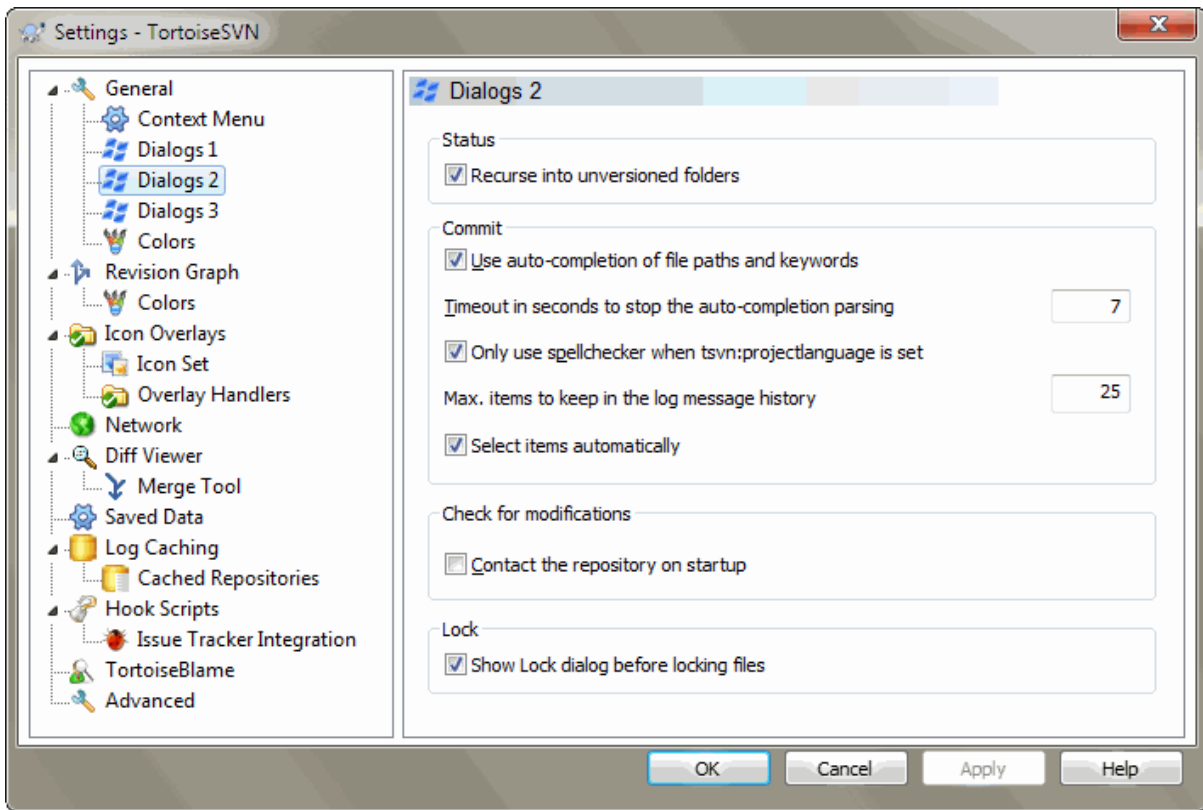 Settings - TortoiseSVN
General
Context Menu
Dialogs 1
Dialogs 2
Dialogs 3
Colors
Revision Graph
Colors
Icon Overlays
Icon Set
Overlay Handlers
Network
Diff Viewer
Merge Tool
Saved Data
Log Caching
Cached Repositories
Hook Scripts
Issue Tracker Integration
TortoiseBlame
Advanced
Dialogs 2
Status
Recurse into unversioned folders
Commit
Use auto-completion of file paths and keywords
Timeout in seconds to stop the auto-completion parsing 7
Only use spellchecker when tsvn:projectlanguage is set
Max. items to keep in the log message history 25
Select items automatically
Check for modifications
Contact the repository on startup
Lock
Show Lock dialog before locking files
OK Cancel Apply Help